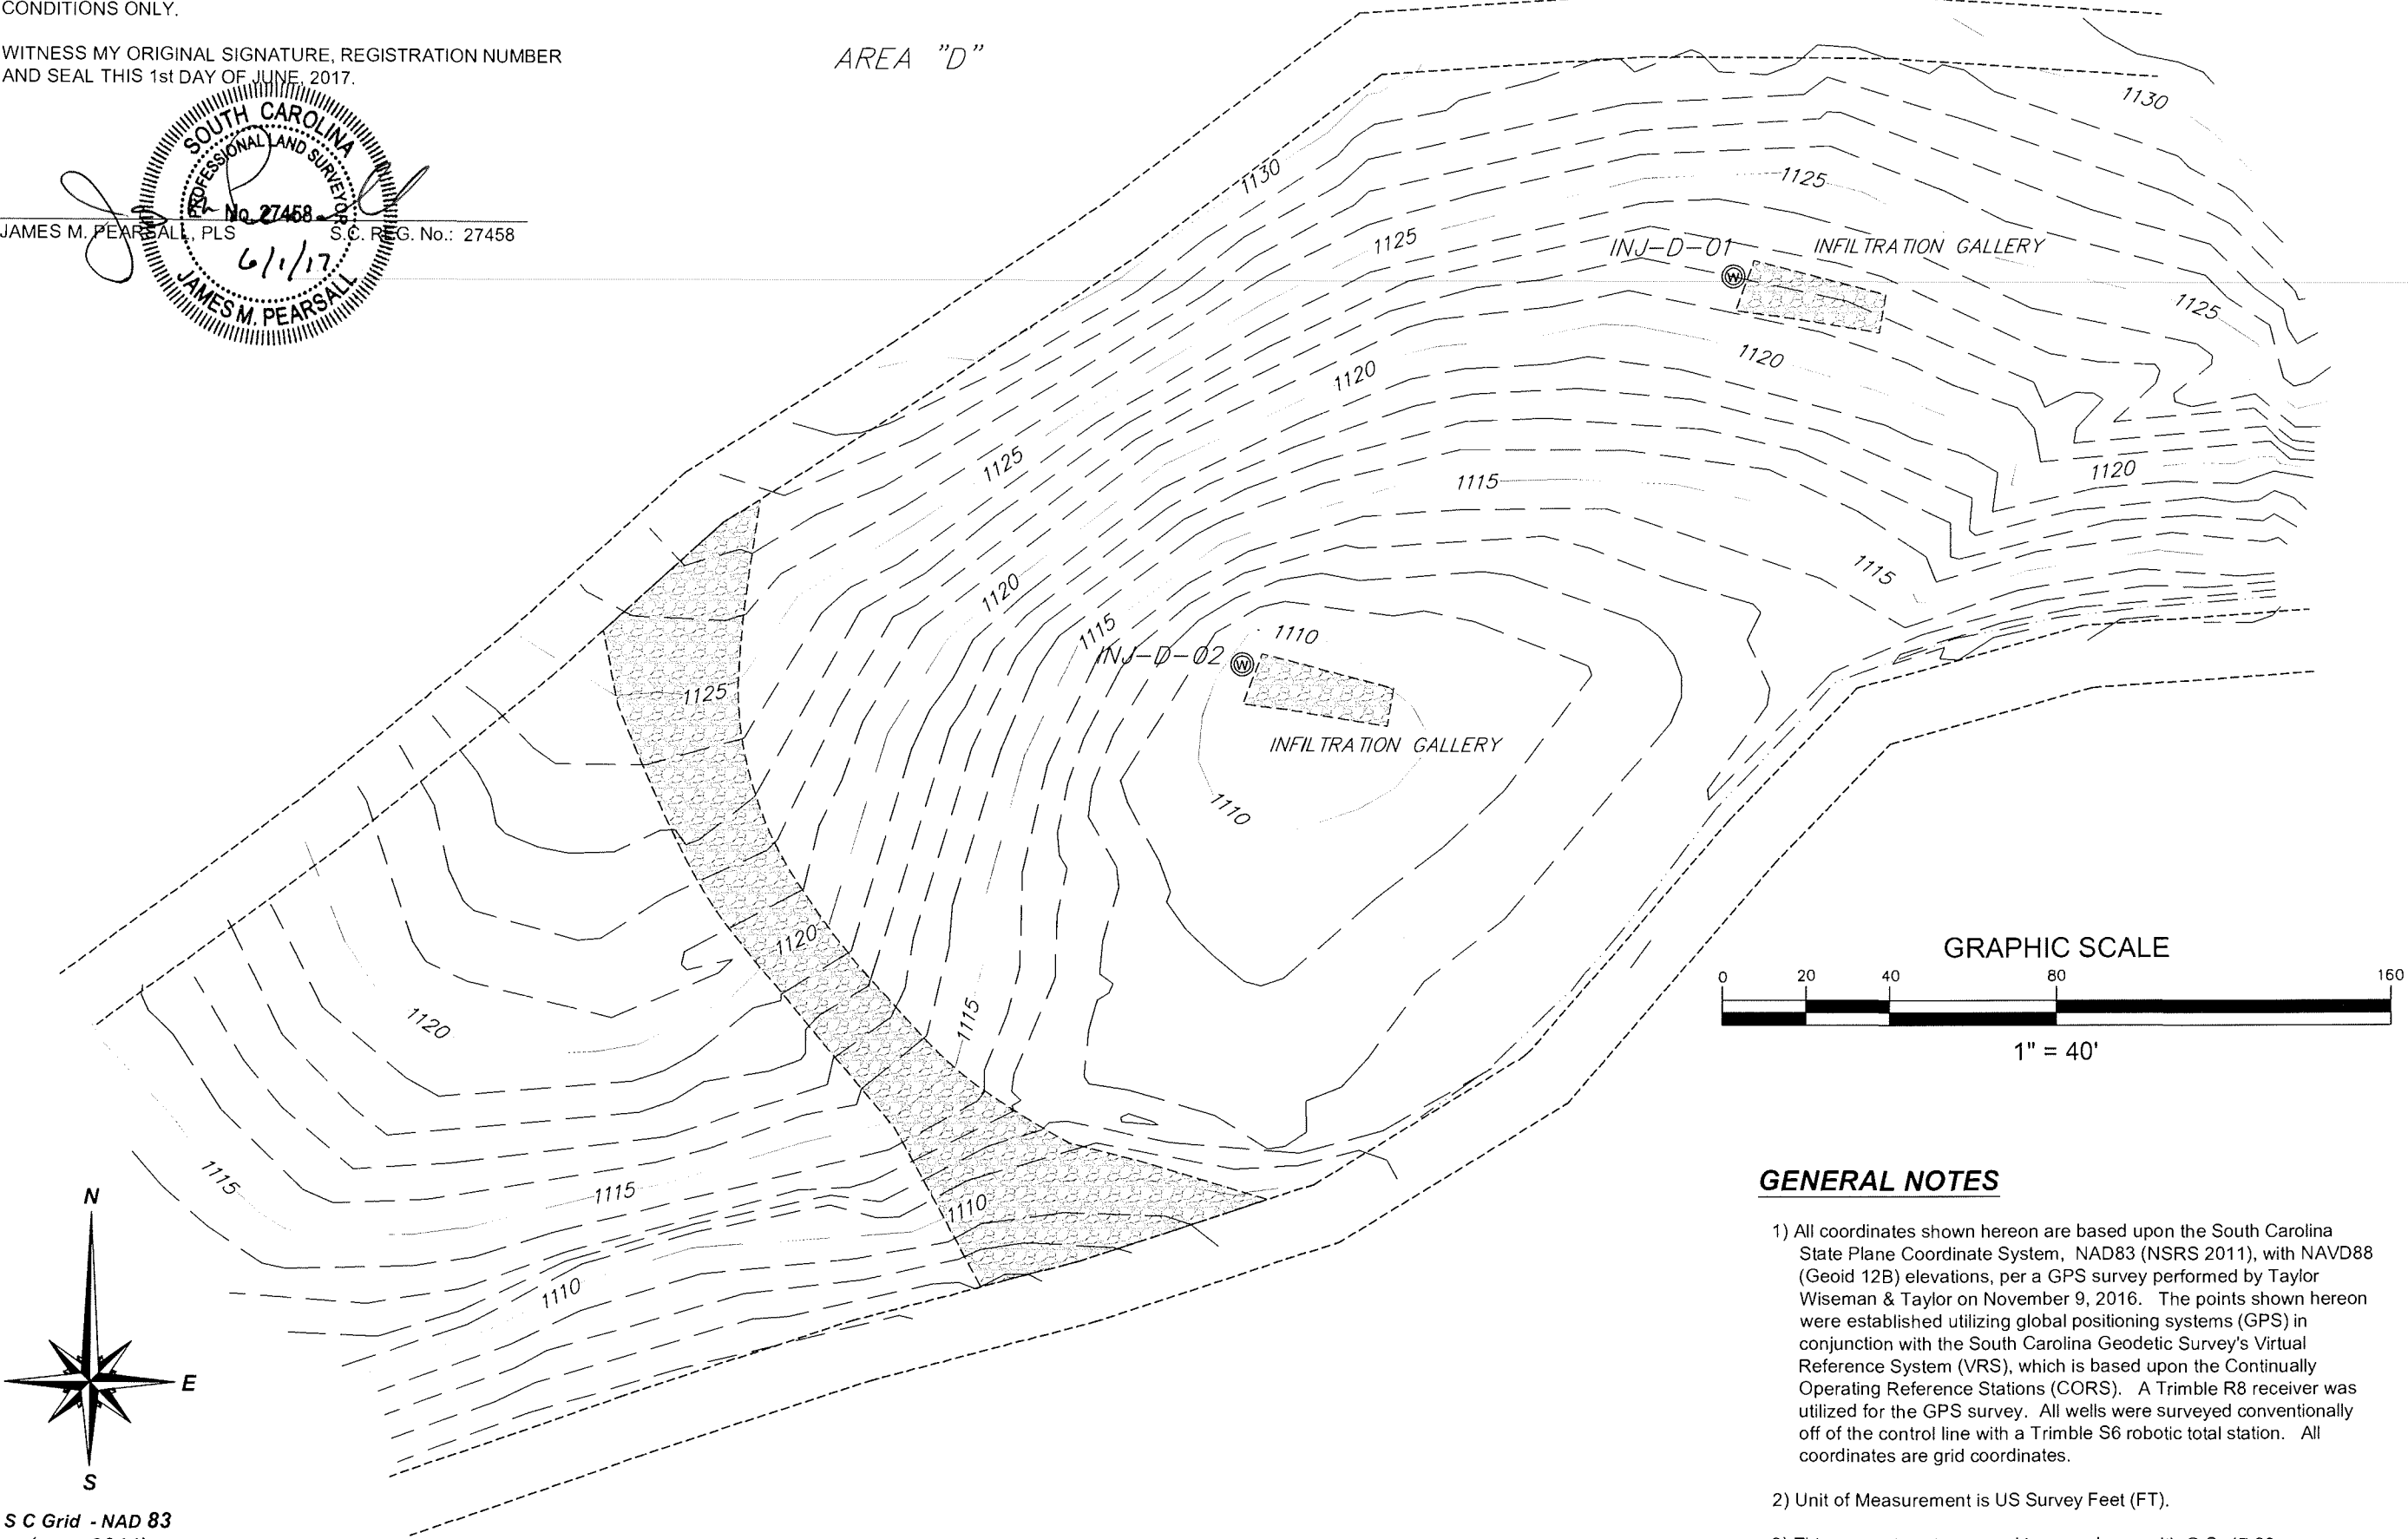 CONDITIONS ONLY.
WITNESS MY ORIGINAL SIGNATURE, REGISTRATION NUMBER
AND SEAL THIS 1st DAY OF JUNE, 2017.
SOUTH CAROLINA
PROFESSIONAL LAND SURVEYOR
No. 27458
6/1/17
JAMES M. PEARSALL
JAMES M. PEARSALL, PLS S.C. REG. No.: 27458
AREA "D"
1130
1130
1125
1125
INJ-D-01
INFILTRATION GALLERY
1125
1120
1120
1125
1115
1120
1115
1120
1115
1110
INJ-D-02
1125
INFILTRATION GALLERY
1110
1120
1120
1115
1115
1115
1110
1110
GRAPHIC SCALE
0 20 40 80 160
1" = 40'
N
E
S
S C Grid - NAD 83
GENERAL NOTES
1) All coordinates shown hereon are based upon the South Carolina
State Plane Coordinate System, NAD83 (NSRS 2011), with NAVD88
(Geoid 12B) elevations, per a GPS survey performed by Taylor
Wiseman & Taylor on November 9, 2016. The points shown hereon
were established utilizing global positioning systems (GPS) in
conjunction with the South Carolina Geodetic Survey's Virtual
Reference System (VRS), which is based upon the Continually
Operating Reference Stations (CORS). A Trimble R8 receiver was
utilized for the GPS survey. All wells were surveyed conventionally
off of the control line with a Trimble S6 robotic total station. All
coordinates are grid coordinates.
2) Unit of Measurement is US Survey Feet (FT).